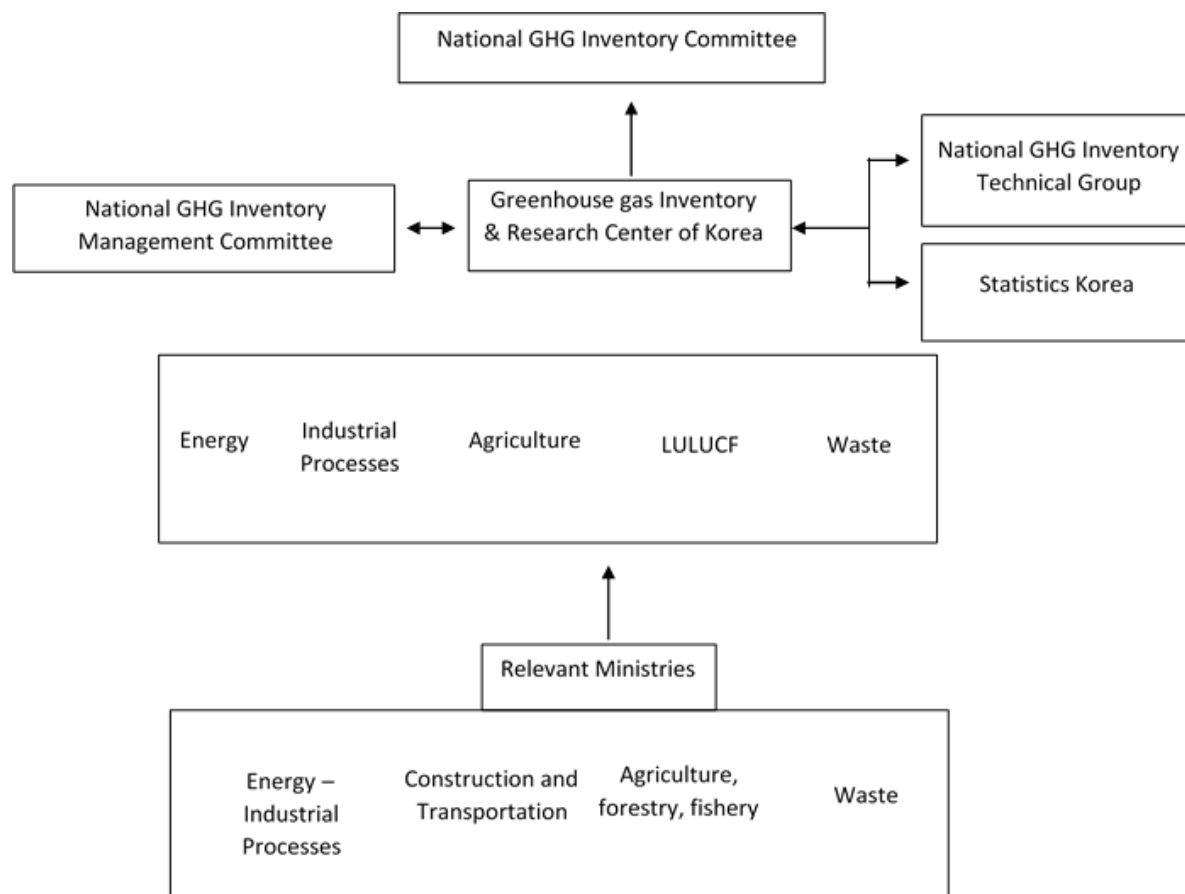 National GHG Inventory Committee
National GHG Inventory
Technical Group
National GHG Inventory
Management Committee
Greenhouse gas Inventory
& Research Center of Korea
Statistics Korea
Energy
Industrial
Processes
Agriculture
LULUCF
Waste
Relevant Ministries
Energy –
Industrial
Processes
Construction and
Transportation
Agriculture,
forestry, fishery
Waste